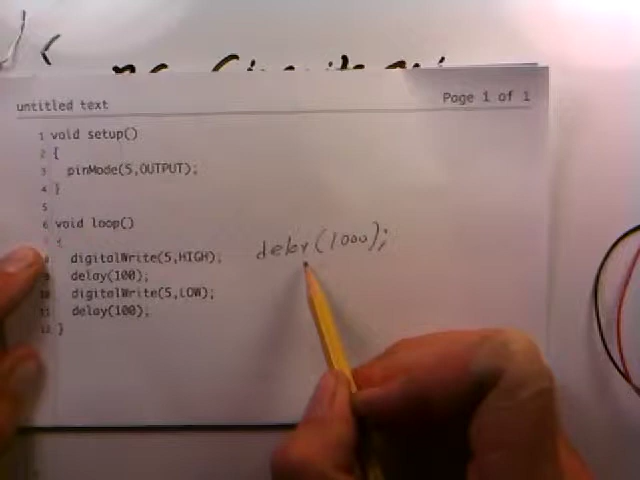 untitled text Page 1 of 1
1 void setup()
2 {
3 pinMode(5,OUTPUT);
4 }
5
6 void loop()
7 {
8 digitalWrite(5,HIGH);
9 delay(100);
10 digitalWrite(5,LOW);
11 delay(100);
12 }
delay(1000);